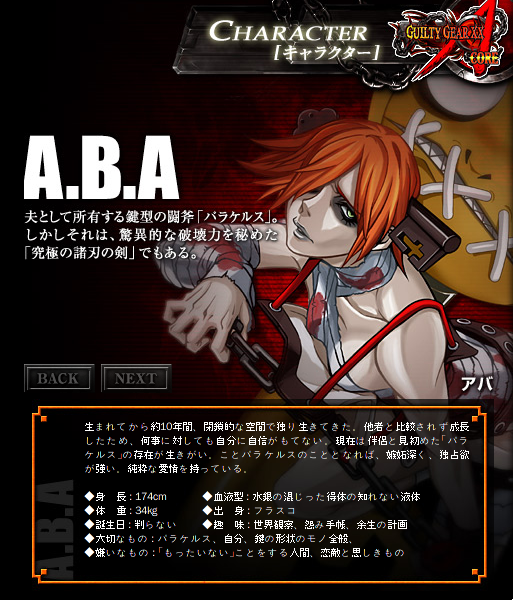 CHARACTER
[キャラクター]
GUILTY GEAR XX
CORE
A.B.A
夫として所有する鍵型の闘斧「パラケルス」。
しかしそれは、驚異的な破壊力を秘めた
「究極の諸刃の剣」でもある。
BACK
NEXT
アバ
生まれてから約10年間、閉鎖的な空間で独り生きてきた。他者と比較されず成長
したため、何事に対しても自分に自信がもてない。現在は伴侶と見初めた「パラ
ケルス」の存在が生きがい。ことパラケルスのこととなれば、嫉妬深く、独占欲
が強い。純粋な愛情を持っている。
◆身　長：174cm　◆血液型：水銀の混じった得体の知れない液体
◆体　重：34kg　◆出　身：フラスコ
◆誕生日：判らない　◆趣　味：世界観察、怨み手帳、余生の計画
◆大切なもの：パラケルス、自分、鍵の形状のモノ全般、
◆嫌いなもの：「もったいない」ことをする人間、恋敵と思しきもの
A.B.A